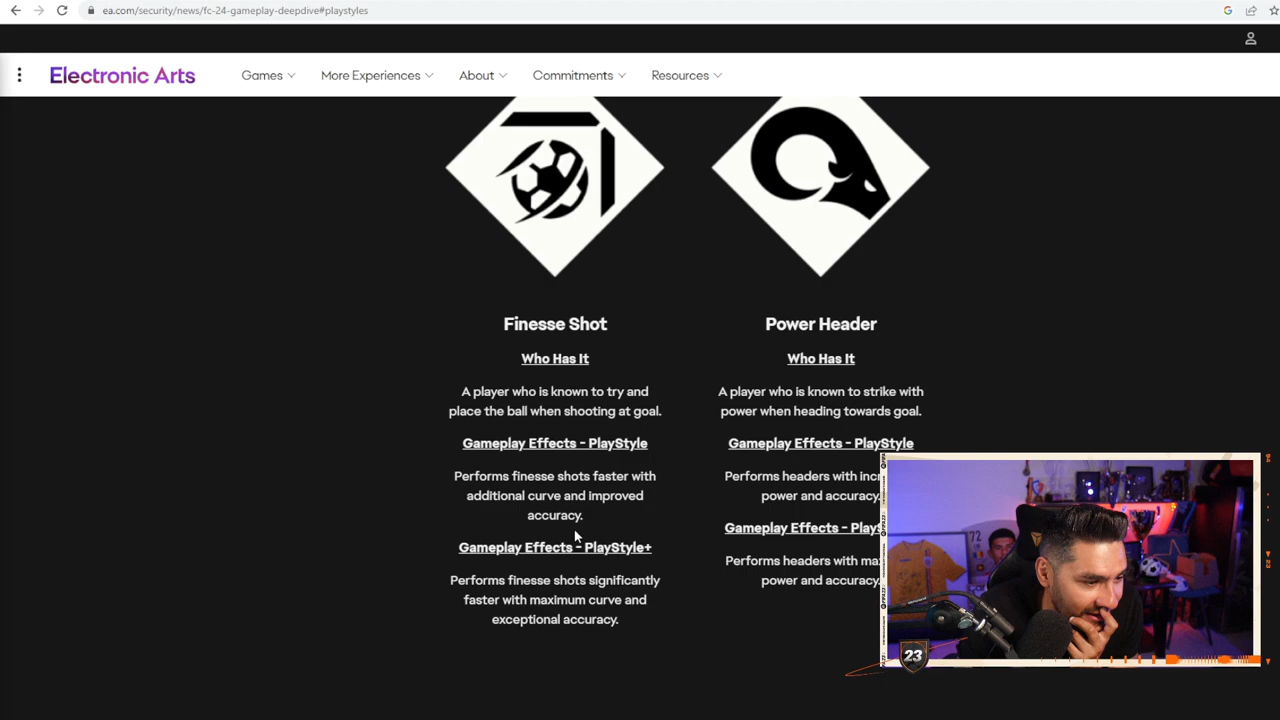 ea.com/security/news/fc-24-gameplay-deepdive#playstyles
Electronic Arts
Games
More Experiences
About
Commitments
Resources
Finesse Shot
Who Has It
A player who is known to try and
place the ball when shooting at goal.
Gameplay Effects - PlayStyle
Performs finesse shots faster with
additional curve and improved
accuracy.
Gameplay Effects - PlayStyle+
Performs finesse shots significantly
faster with maximum curve and
exceptional accuracy.
Power Header
Who Has It
A player who is known to strike with
power when heading towards goal.
Gameplay Effects - PlayStyle
Performs headers with
power and accuracy.
Gameplay Effects -
Performs headers with
power and accuracy.
23